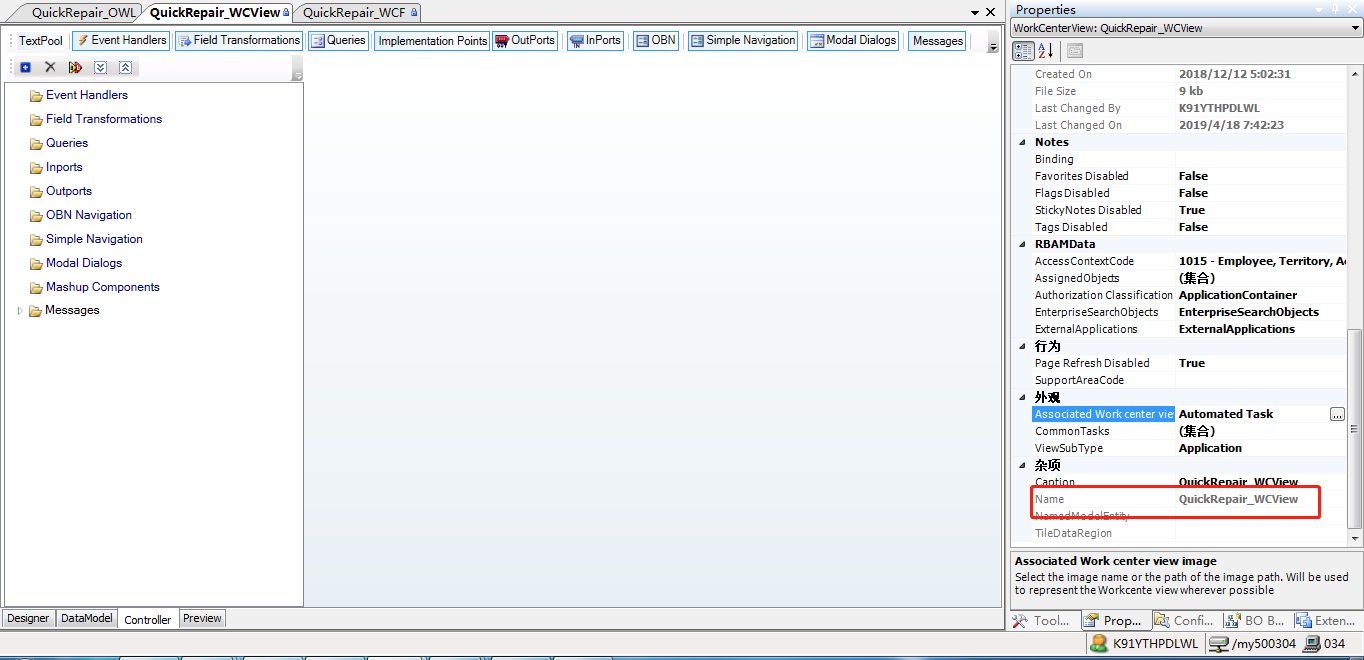 QuickRepair_OWL QuickRepair_WCView QuickRepair_WCF
TextPool Event Handlers Field Transformations Queries Implementation Points OutPorts InPorts OBN Simple Navigation Modal Dialogs Messages
Event Handlers
Field Transformations
Queries
Inports
Outports
OBN Navigation
Simple Navigation
Modal Dialogs
Mashup Components
Messages
Designer DataModel Controller Preview
Properties
WorkCenterView: QuickRepair_WCView
Created On 2018/12/12 5:02:31
File Size 9 kb
Last Changed By K91YTHPDLWL
Last Changed On 2019/4/18 7:42:23
Notes
Binding
Favorites Disabled False
FlagsDisabled False
StickyNotes Disabled True
Tags Disabled False
RBAMData
AccessContextCode 1015 - Employee, Territory, Ac
AssignedObjects (集合)
Authorization Classification ApplicationContainer
EnterpriseSearchObjects EnterpriseSearchObjects
ExternalApplications ExternalApplications
行为
Page Refresh Disabled True
SupportAreaCode
外观
Associated Work center vie Automated Task ...
CommonTasks (集合)
ViewSubType Application
杂项
Caption QuickRepair_WCView
Name QuickRepair_WCView
NamedModelEntity
TileDataRegion
Associated Work center view image
Select the image name or the path of the image path. Will be used
to represent the Workcente view wherever possible
Tool... Prop... Confi... BO B... Exten...
K91YTHPDLWL /my500304 034